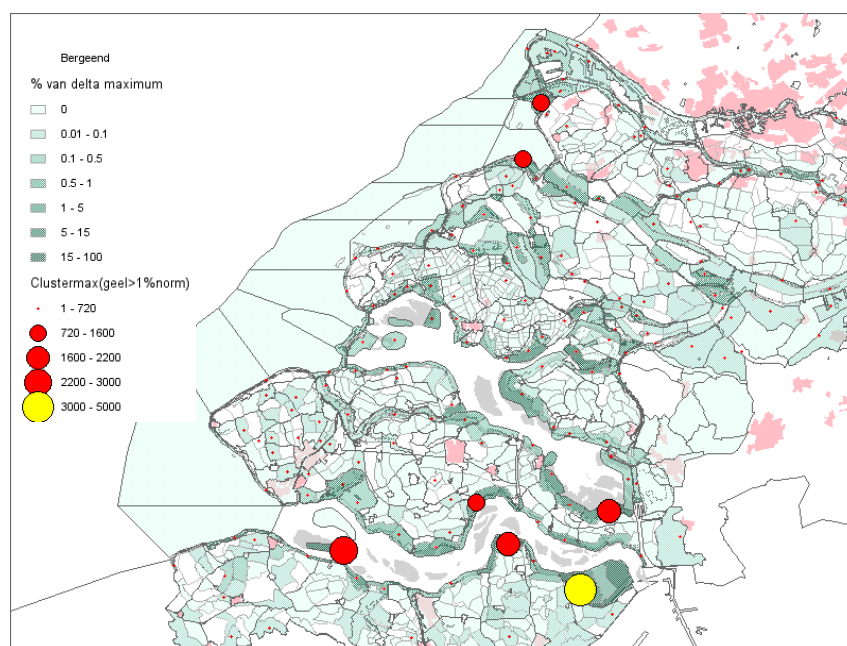 Bergeend
% van delta maximum
0
0.01 - 0.1
0.1 - 0.5
0.5 - 1
1 - 5
5 - 15
15 - 100
Clustermax(geel>1%norm)
1 - 720
720 - 1600
1600 - 2200
2200 - 3000
3000 - 5000